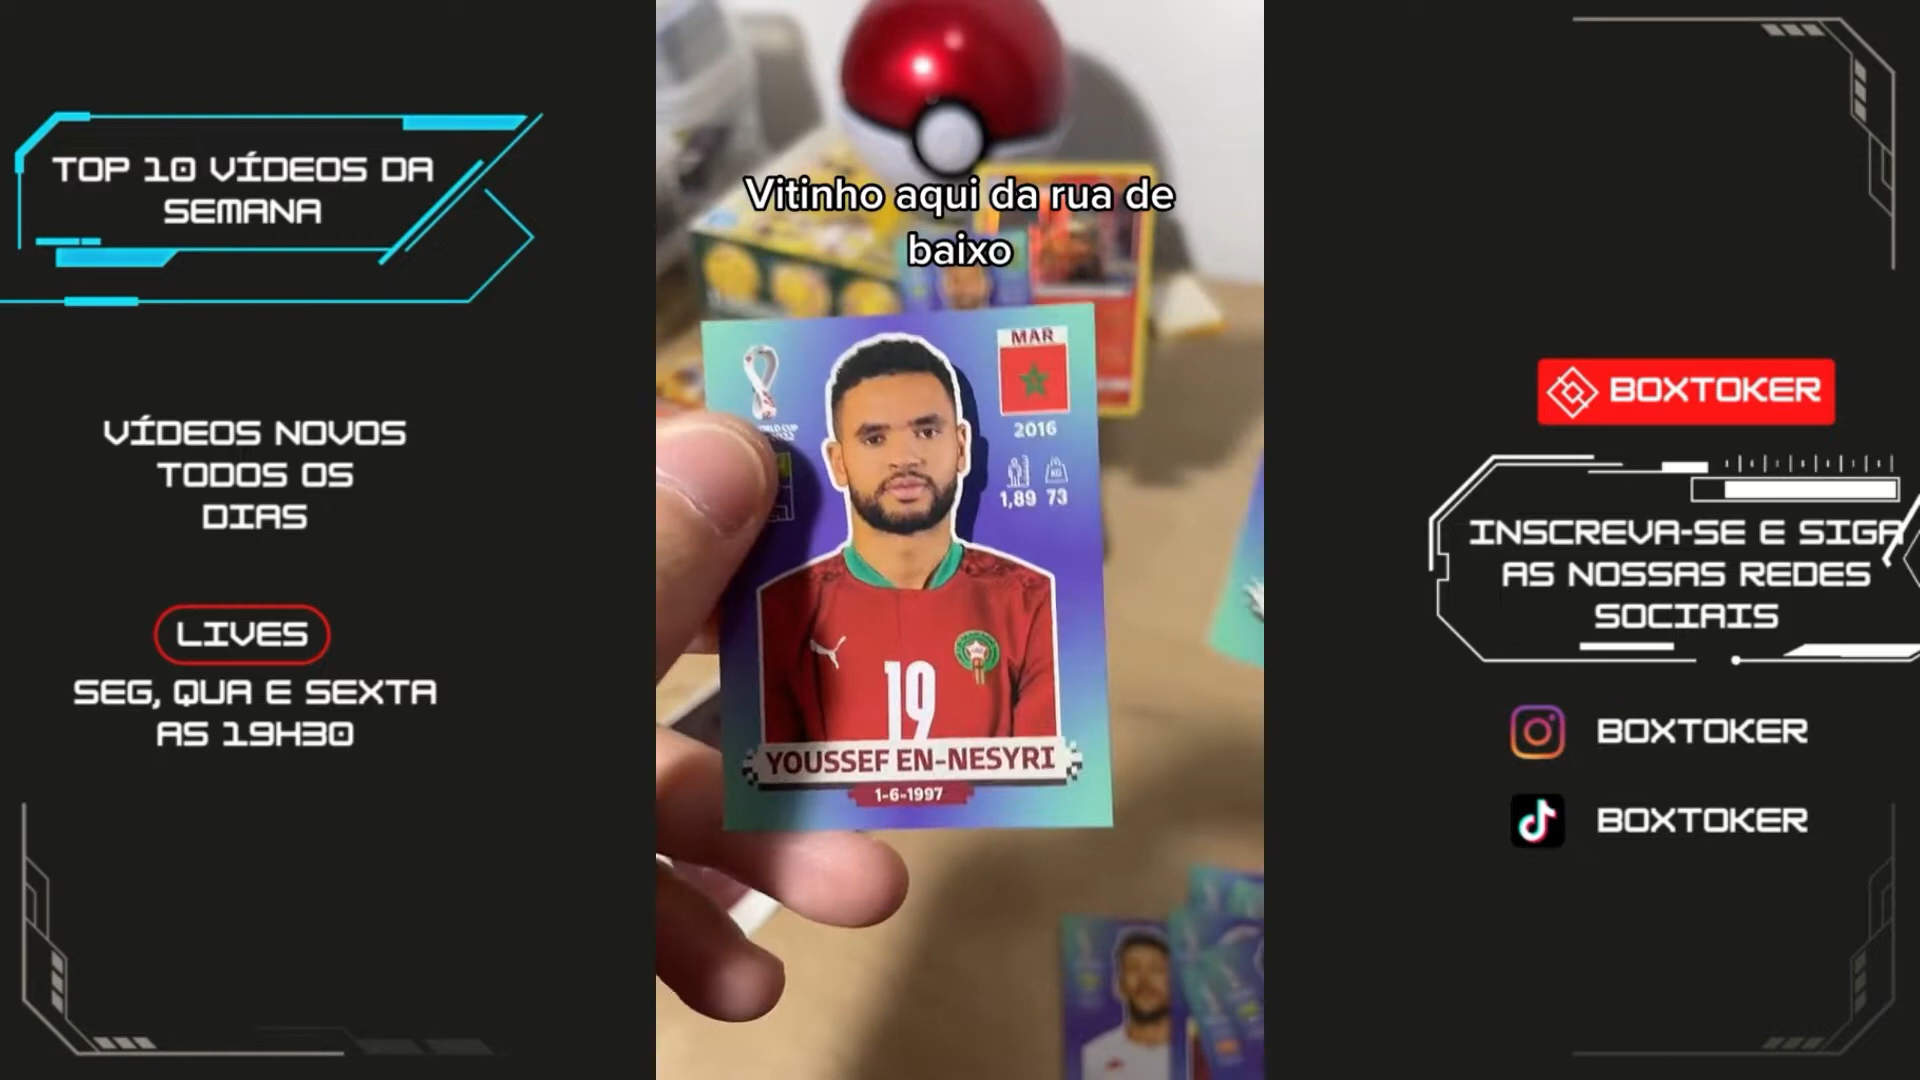 TOP 10 VÍDEOS DA
SEMANA
VÍDEOS NOVOS
TODOS OS
DIAS
LIVES
SEG, QUA E SEXTA
AS 19H30
Vitinho aqui da rua de
baixo
MAR
2016
KG
1,89 73
19
YOUSSEF EN-NESYRI
1-6-1997
BOXTOKER
INSCREVA-SE E SIGA
AS NOSSAS REDES
SOCIAIS
BOXTOKER
BOXTOKER